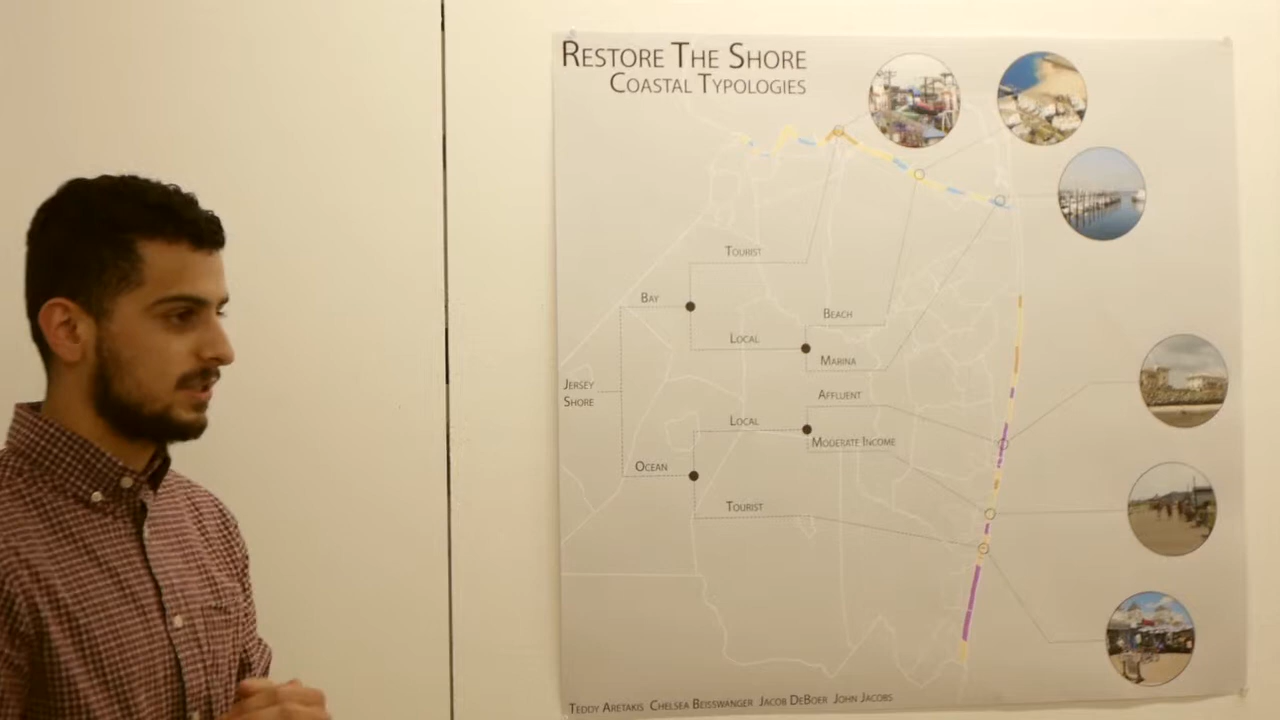 RESTORE THE SHORE
COASTAL TYPOLOGIES
TOURIST
BAY
BEACH
LOCAL
MARINA
JERSEY
SHORE
AFFLUENT
LOCAL
MODERATE INCOME
OCEAN
TOURIST
TEDDY ARETAKIS CHELSEA BEISSWANGER JACOB DEBOER JOHN JACOBS